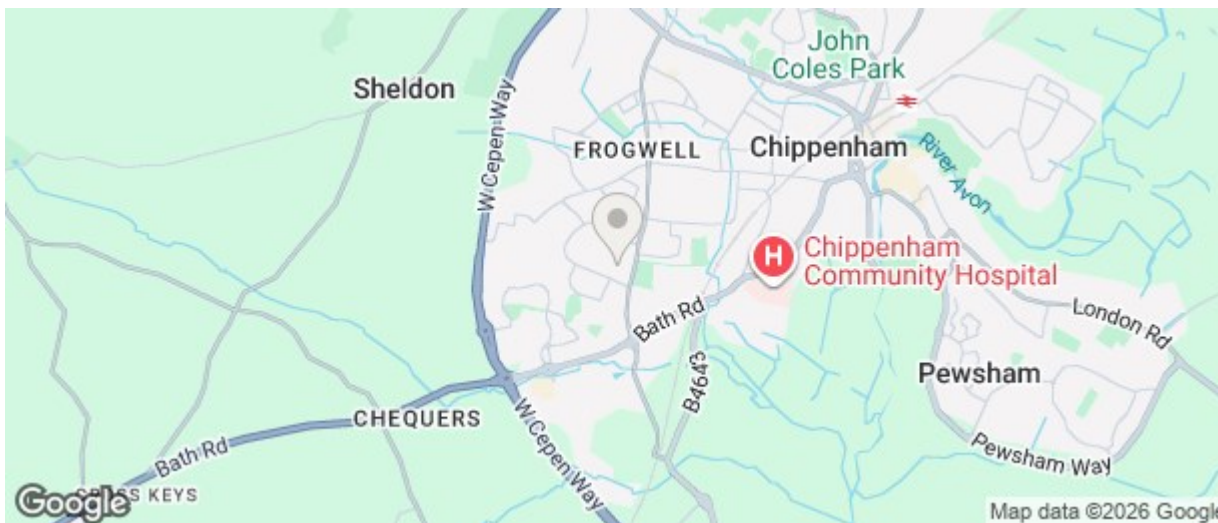 John
Coles Park
Sheldon
W Cepen Way
FROGWELL
Chippenham
River Avon
H
Chippenham
Community Hospital
Bath Rd
London Rd
B4643
Pewsham
CHEQUERS
W Cepen Way
Bath Rd
Pewsham Way
CROSS KEYS
Google
Map data ©2026 Google